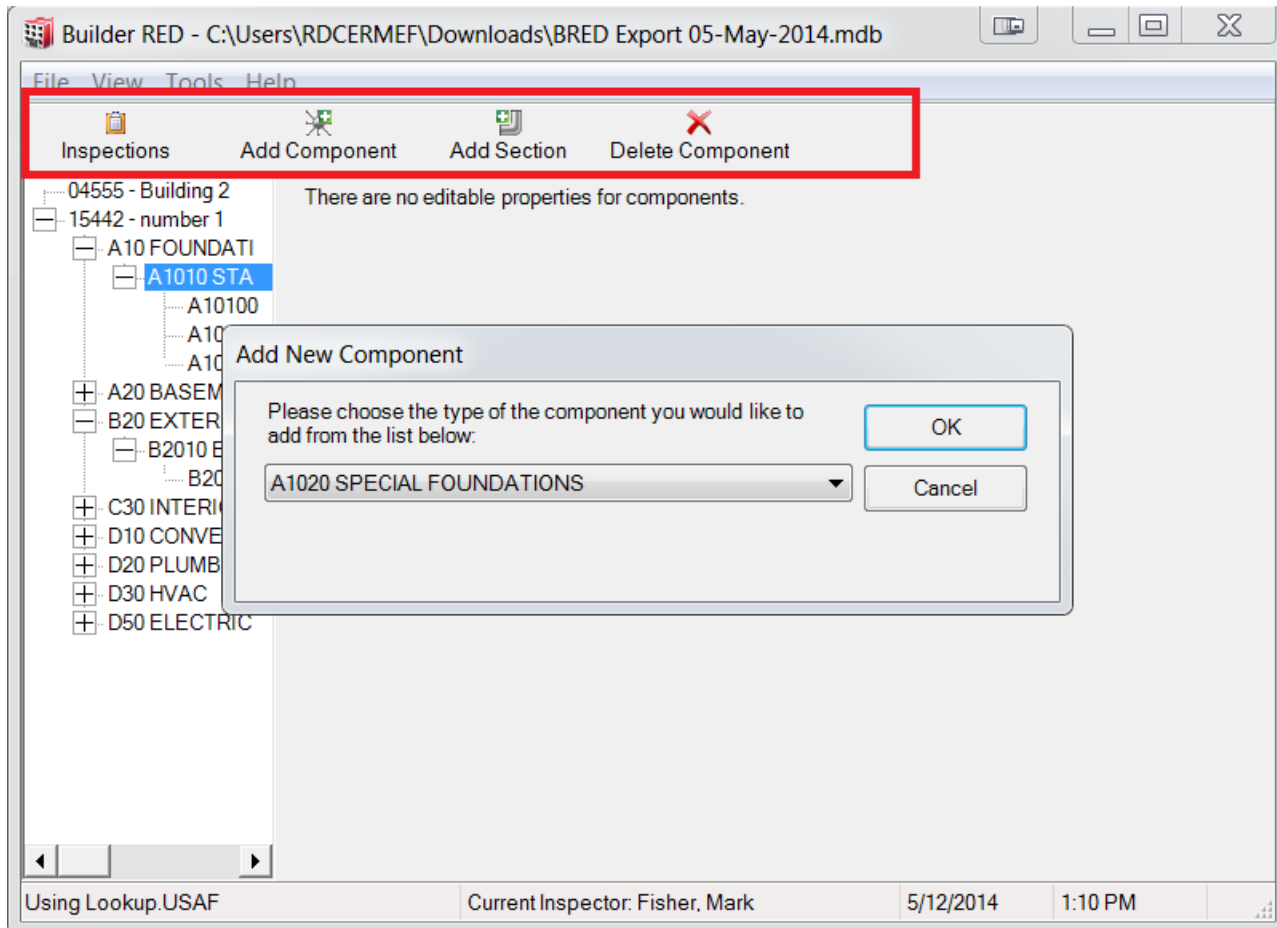 Builder RED - C:\Users\RDCERMEF\Downloads\BRED Export 05-May-2014.mdb
File View Tools Help
Inspections Add Component Add Section Delete Component
04555 - Building 2
There are no editable properties for components.
15442 - number 1
A10 FOUNDATI
A1010 STA
A10100
A10
A10
Add New Component
A20 BASEM
Please choose the type of the component you would like to
add from the list below:
OK
B20 EXTER
B2010 E
B20
A1020 SPECIAL FOUNDATIONS
Cancel
C30 INTERI
D10 CONVE
D20 PLUMB
D30 HVAC
D50 ELECTRIC
Using Lookup.USAF Current Inspector: Fisher, Mark 5/12/2014 1:10 PM